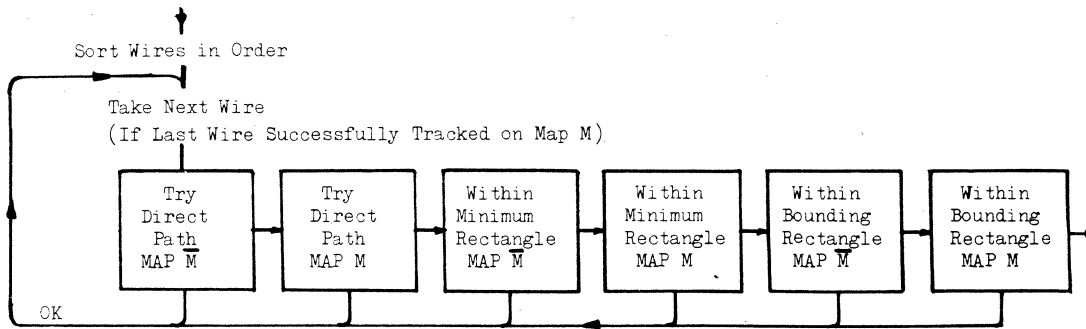 Sort Wires in Order
Take Next Wire
(If Last Wire Successfully Tracked on Map M)
Try
Direct
Path
MAP M̅
Try
Direct
Path
MAP M
Within
Minimum
Rectangle
MAP M̅
Within
Minimum
Rectangle
MAP M
Within
Bounding
Rectangle
MAP M̅
Within
Bounding
Rectangle
MAP M
OK